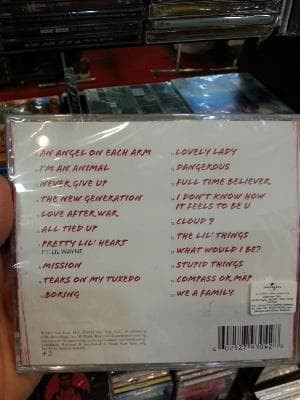 AN ANGEL ON EACH ARM
I'M AN ANIMAL
NEVER GIVE UP
THE NEW GENERATION
LOVE AFTER WAR
ALL TIED UP
PRETTY LIL' HEART
FT. LIL WAYNE
MISSION
TEARS ON MY TUXEDO
BORING
LOVELY LADY
DANGEROUS
FULL TIME BELIEVER
I DON'T KNOW HOW
IT FEELS TO BE U
CLOUD 9
THE LIL' THINGS
WHAT WOULD I BE?
STUPID THINGS
COMPASS OR MAP
WE A FAMILY